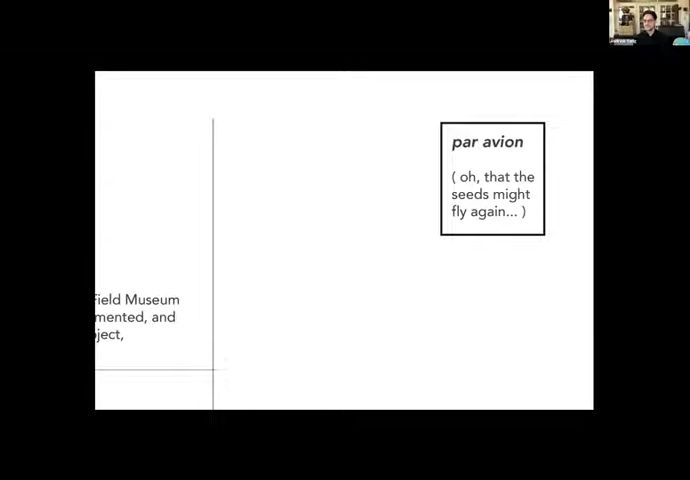 par avion
( oh, that the
seeds might
fly again... )
Field Museum
mented, and
ject,